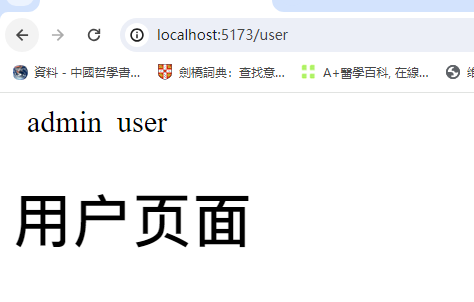 localhost:5173/user
資料 - 中國哲學書... 劍橋詞典：查找意... A+醫學百科, 在線...
admin user
用户页面